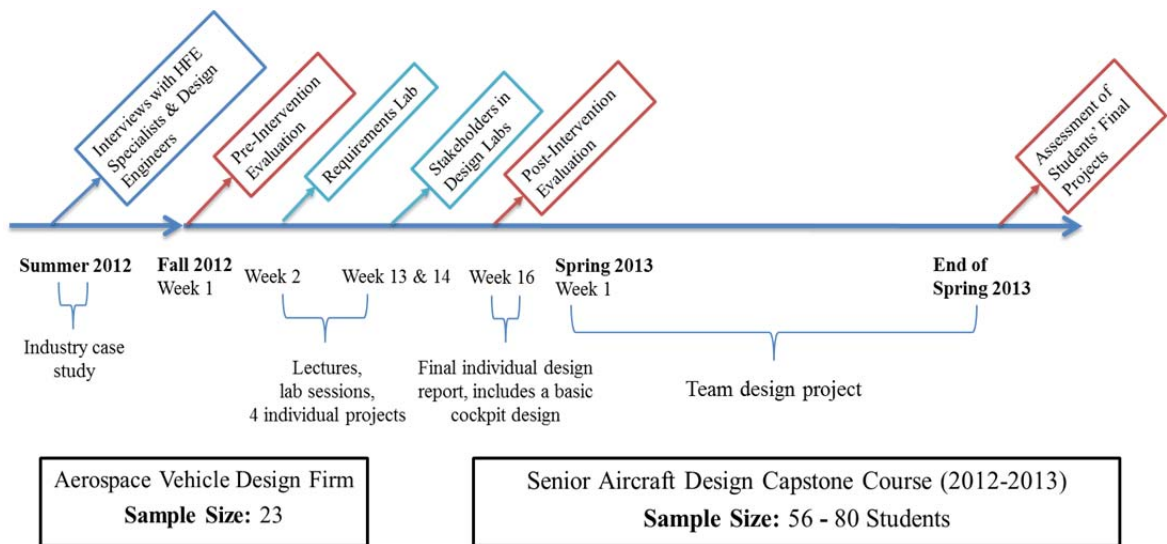 Interviews with HFE
Specialists & Design
Engineers
Pre-Intervention
Evaluation
Requirements Lab
Stakeholders in
Design Labs
Post-Intervention
Evaluation
Assessment of
Students' Final
Projects
Summer 2012
Fall 2012
Week 1
Week 2
Week 13 & 14
Week 16
Spring 2013
Week 1
End of
Spring 2013
Industry case
study
Lectures,
lab sessions,
4 individual projects
Final individual design
report, includes a basic
cockpit design
Team design project
Aerospace Vehicle Design Firm
Sample Size: 23
Senior Aircraft Design Capstone Course (2012-2013)
Sample Size: 56 - 80 Students